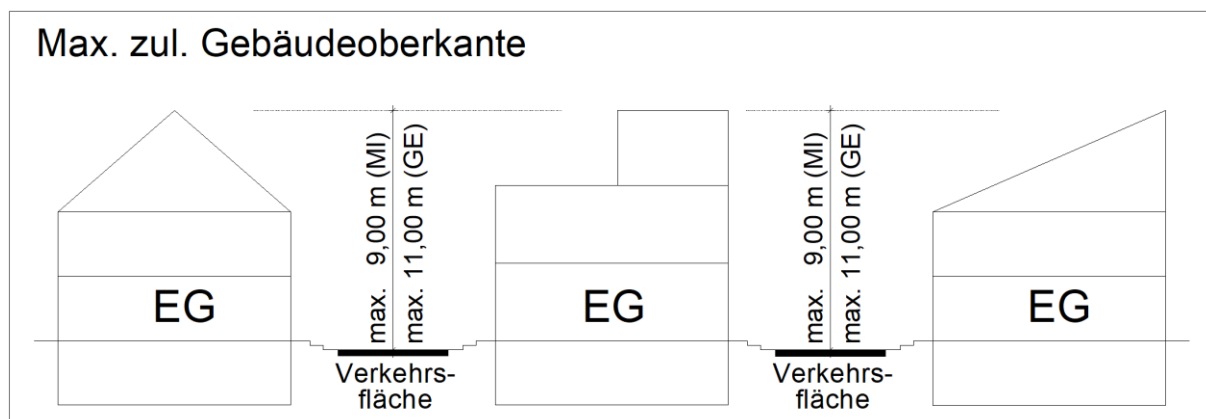 Max. zul. Gebäudeoberkante
EG
max. 9,00 m (MI)
max. 11,00 m (GE)
Verkehrs-
fläche
EG
max. 9,00 m (MI)
max. 11,00 m (GE)
Verkehrs-
fläche
EG